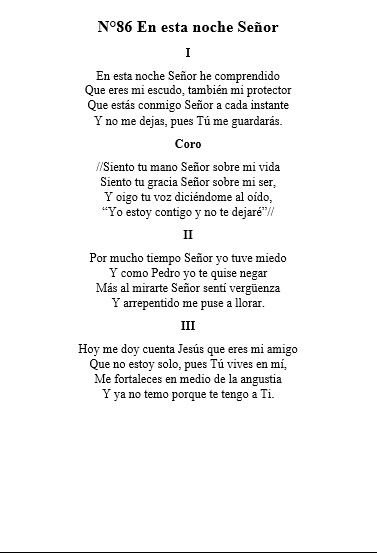 N°86 En esta noche Señor
I
En esta noche Señor he comprendido
Que eres mi escudo, también mi protector
Que estás conmigo Señor a cada instante
Y no me dejas, pues Tú me guardarás.
Coro
//Siento tu mano Señor sobre mi vida
Siento tu gracia Señor sobre mi ser,
Y oigo tu voz diciéndome al oído,
“Yo estoy contigo y no te dejaré”//
II
Por mucho tiempo Señor yo tuve miedo
Y como Pedro yo te quise negar
Más al mirarte Señor sentí vergüenza
Y arrepentido me puse a llorar.
III
Hoy me doy cuenta Jesús que eres mi amigo
Que no estoy solo, pues Tú vives en mí,
Me fortaleces en medio de la angustia
Y ya no temo porque te tengo a Ti.